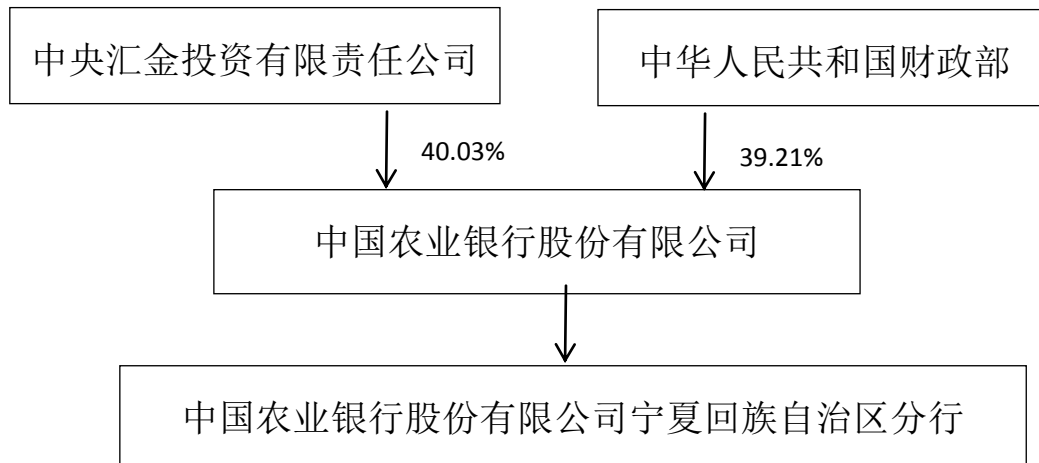 中央汇金投资有限责任公司
中华人民共和国财政部
40.03%
39.21%
中国农业银行股份有限公司
中国农业银行股份有限公司宁夏回族自治区分行